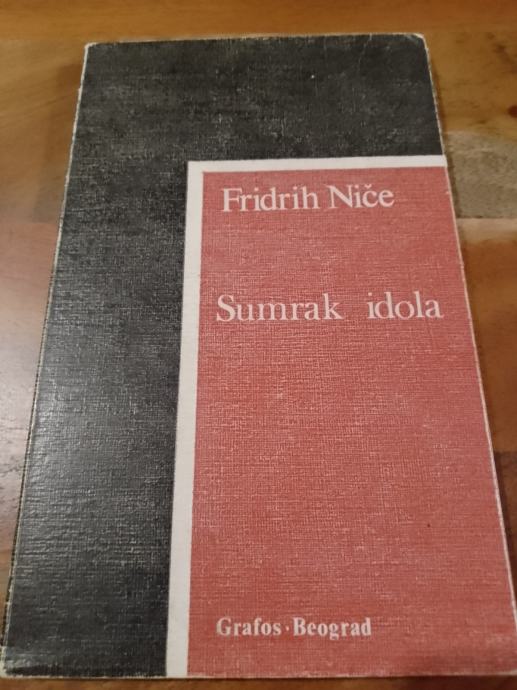 Fridrih Niče
Sumrak idola
Grafos · Beograd